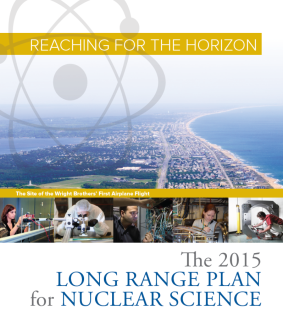 REACHING FOR THE HORIZON
The Site of the Wright Brothers' First Airplane Flight
The 2015
LONG RANGE PLAN
for NUCLEAR SCIENCE